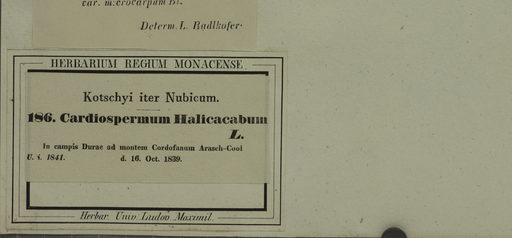 var. microcarpum Bl.
Determ. L. Radlkofer.
HERBARIUM REGIUM MONACENSE.
Kotschyi iter Nubicum.
186. Cardiospermum Halicacabum
L.
In campis Durae ad montem Cordofanum Arasch-Cool
U. i. 1841. d. 16. Oct. 1839.
Herbar. Univ. Ludov. Maximil.